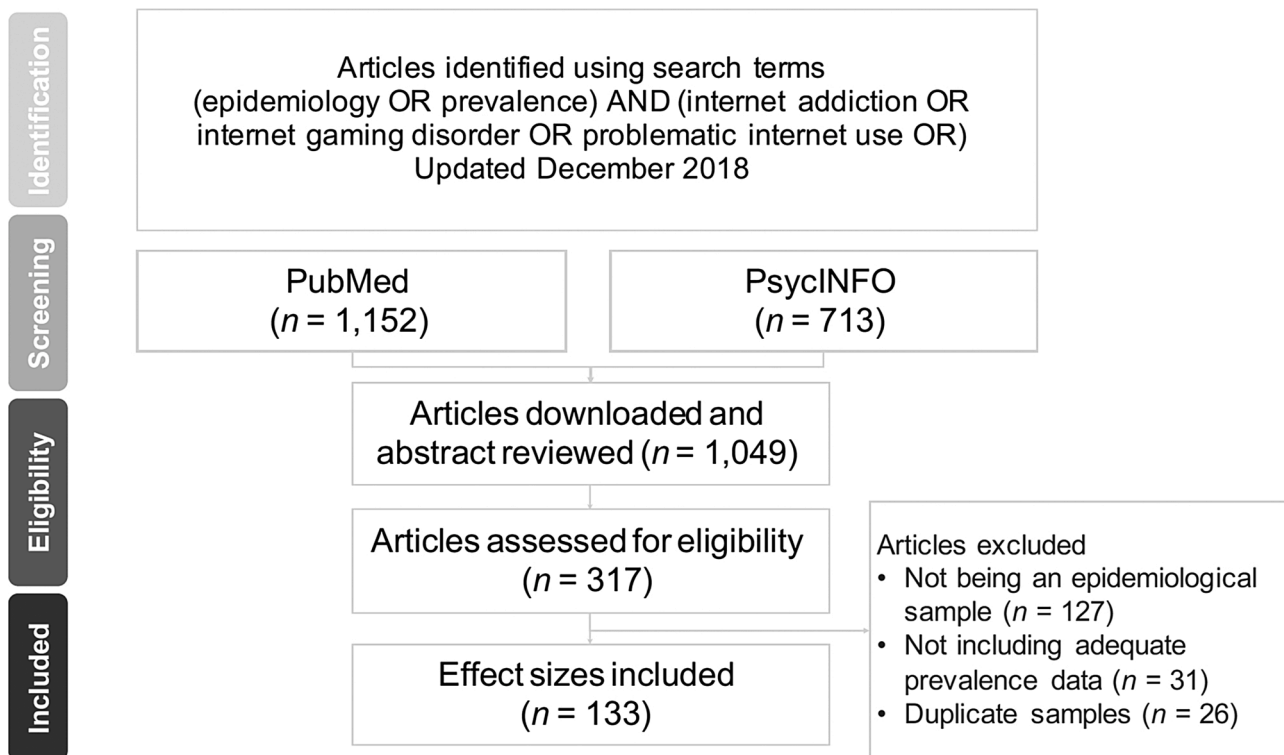 Identification
Articles identified using search terms
(epidemiology OR prevalence) AND (internet addiction OR
internet gaming disorder OR problematic internet use OR)
Updated December 2018
Screening
PubMed
(n = 1,152)
PsycINFO
(n = 713)
Articles downloaded and
abstract reviewed (n = 1,049)
Eligibility
Articles assessed for eligibility
(n = 317)
Articles excluded
• Not being an epidemiological
sample (n = 127)
• Not including adequate
prevalence data (n = 31)
• Duplicate samples (n = 26)
Included
Effect sizes included
(n = 133)